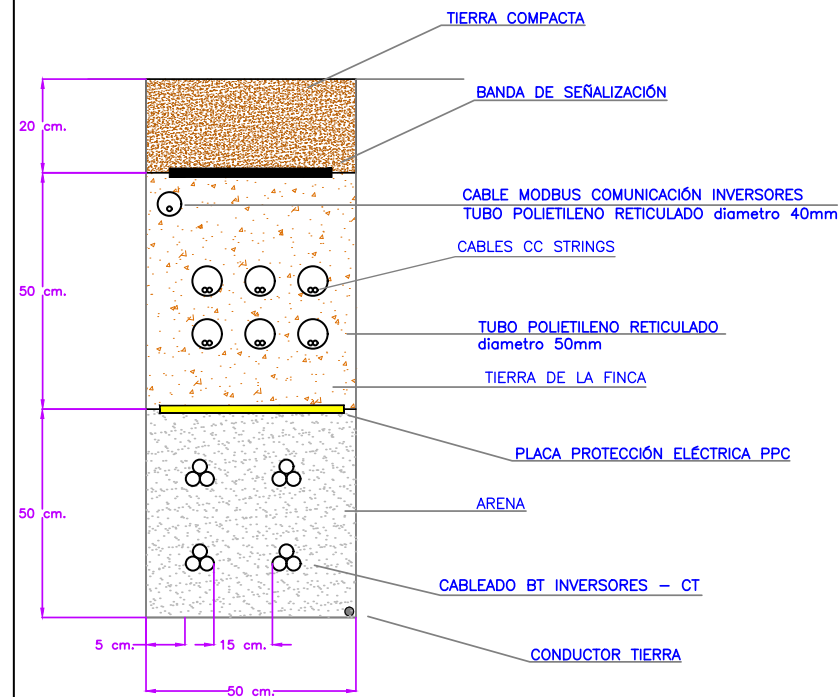 TIERRA COMPACTA
BANDA DE SEÑALIZACIÓN
20 cm.
CABLE MODBUS COMUNICACIÓN INVERSORES
TUBO POLIETILENO RETICULADO diametro 40mm
CABLES CC STRINGS
50 cm.
TUBO POLIETILENO RETICULADO
diametro 50mm
TIERRA DE LA FINCA
PLACA PROTECCIÓN ELÉCTRICA PPC
ARENA
50 cm.
CABLEADO BT INVERSORES - CT
5 cm.
15 cm.
CONDUCTOR TIERRA
50 cm.